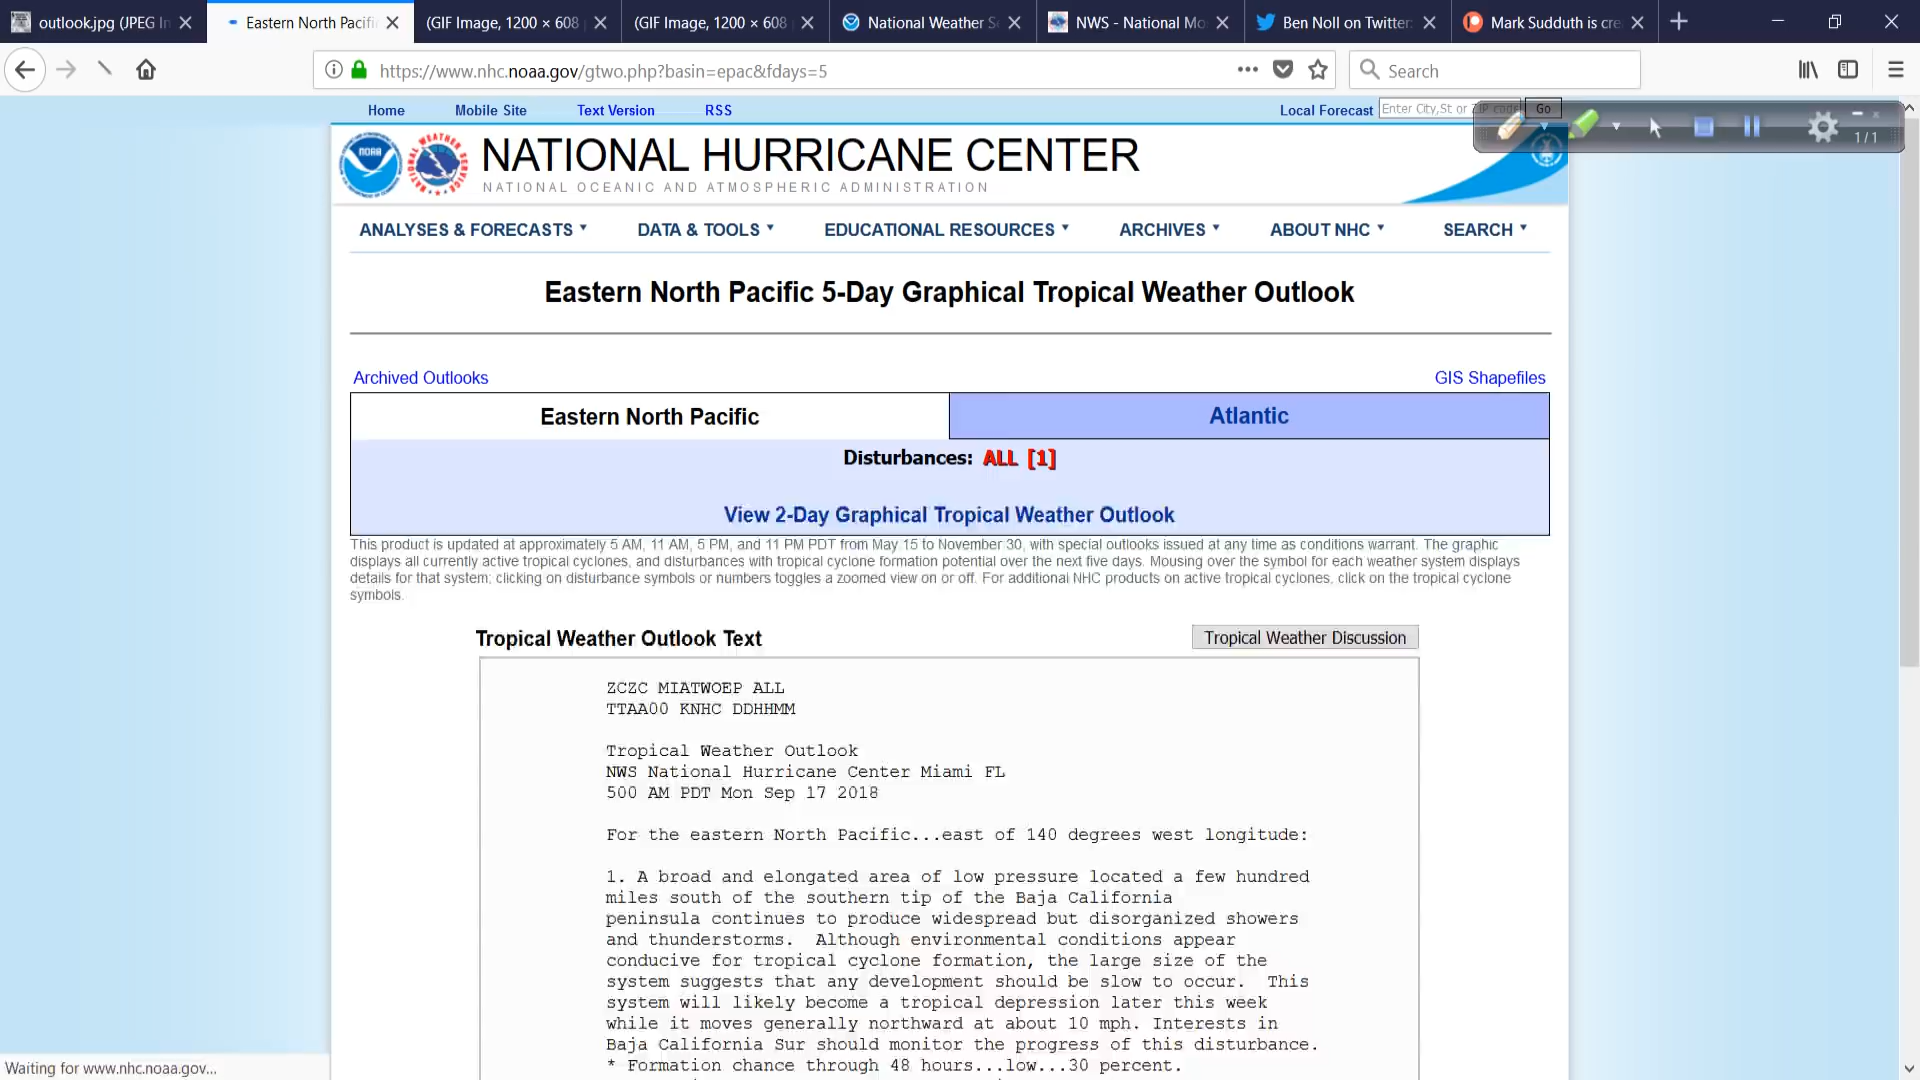 outlook.jpg (JPEG In
Eastern North Pacific
(GIF Image, 1200 × 608
(GIF Image, 1200 × 608
National Weather S
NWS - National Mo
Ben Noll on Twitter:
Mark Sudduth is cre
https://www.nhc.noaa.gov/gtwo.php?basin=epac&fdays=5
Search
Home
Mobile Site
Text Version
RSS
Local Forecast
Enter City,St or ZIP code
Go
1/1
NOAA
NATIONAL HURRICANE CENTER
NATIONAL OCEANIC AND ATMOSPHERIC ADMINISTRATION
ANALYSES & FORECASTS
DATA & TOOLS
EDUCATIONAL RESOURCES
ARCHIVES
ABOUT NHC
SEARCH
Eastern North Pacific 5-Day Graphical Tropical Weather Outlook
Archived Outlooks
GIS Shapefiles
Eastern North Pacific
Atlantic
Disturbances: ALL [1]
View 2-Day Graphical Tropical Weather Outlook
This product is updated at approximately 5 AM, 11 AM, 5 PM, and 11 PM PDT from May 15 to November 30, with special outlooks issued at any time as conditions warrant. The graphic
displays all currently active tropical cyclones, and disturbances with tropical cyclone formation potential over the next five days. Mousing over the symbol for each weather system displays
details for that system; clicking on disturbance symbols or numbers toggles a zoomed view on or off. For additional NHC products on active tropical cyclones, click on the tropical cyclone
symbols.
Tropical Weather Outlook Text
Tropical Weather Discussion
ZCZC MIATWOEP ALL
TTAA00 KNHC DDHHMM
Tropical Weather Outlook
NWS National Hurricane Center Miami FL
500 AM PDT Mon Sep 17 2018
For the eastern North Pacific...east of 140 degrees west longitude:
1. A broad and elongated area of low pressure located a few hundred
miles south of the southern tip of the Baja California
peninsula continues to produce widespread but disorganized showers
and thunderstorms.  Although environmental conditions appear
conducive for tropical cyclone formation, the large size of the
system suggests that any development should be slow to occur.  This
system will likely become a tropical depression later this week
while it moves generally northward at about 10 mph. Interests in
Baja California Sur should monitor the progress of this disturbance.
* Formation chance through 48 hours...low...30 percent.
Waiting for www.nhc.noaa.gov...